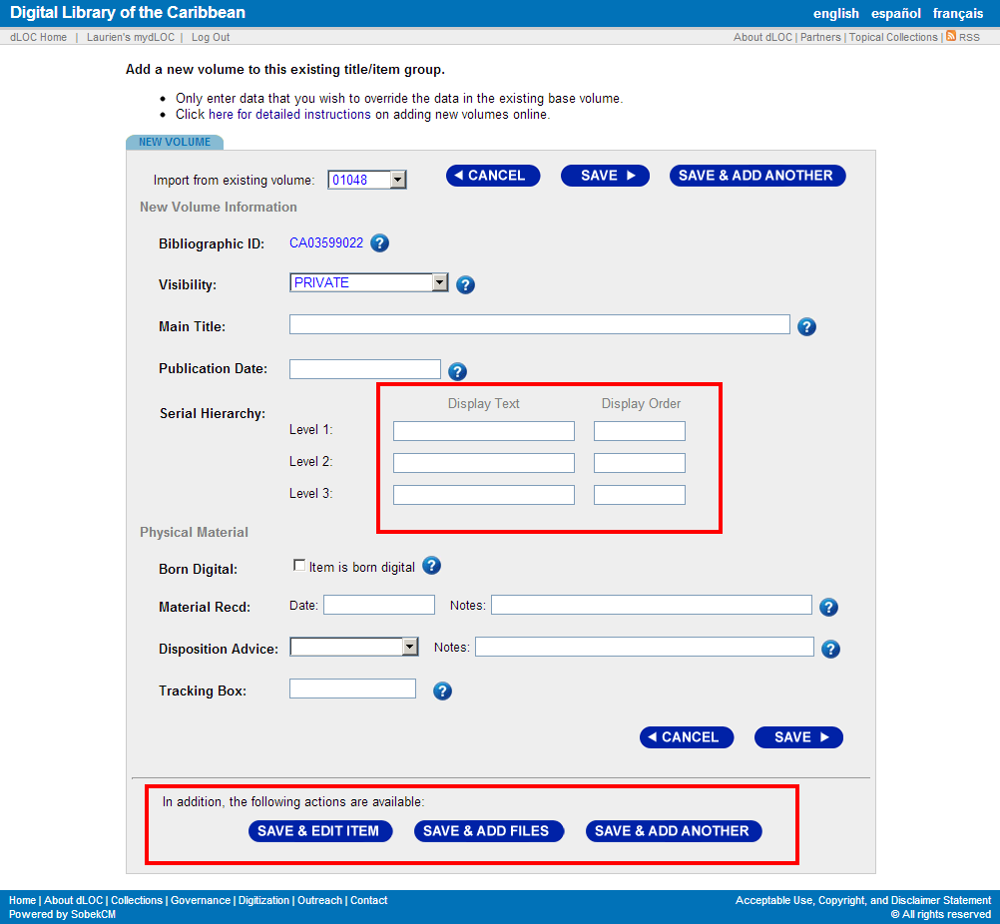 Digital Library of the Caribbean
english español français
dLOC Home | Laurien's mydLOC | Log Out
About dLOC | Partners | Topical Collections | RSS
Add a new volume to this existing title/item group.
• Only enter data that you wish to override the data in the existing base volume.
• Click here for detailed instructions on adding new volumes online.
NEW VOLUME
Import from existing volume: 01048
CANCEL SAVE SAVE & ADD ANOTHER
New Volume Information
Bibliographic ID: CA03599022 ?
Visibility: PRIVATE ?
Main Title: ?
Publication Date: ?
Display Text Display Order
Serial Hierarchy:
Level 1:
Level 2:
Level 3:
Physical Material
Born Digital: Item is born digital ?
Material Recd: Date: Notes: ?
Disposition Advice: Notes: ?
Tracking Box: ?
CANCEL SAVE
In addition, the following actions are available:
SAVE & EDIT ITEM SAVE & ADD FILES SAVE & ADD ANOTHER
Home | About dLOC | Collections | Governance | Digitization | Outreach | Contact
Acceptable Use, Copyright, and Disclaimer Statement
Powered by SobekCM
© All rights reserved